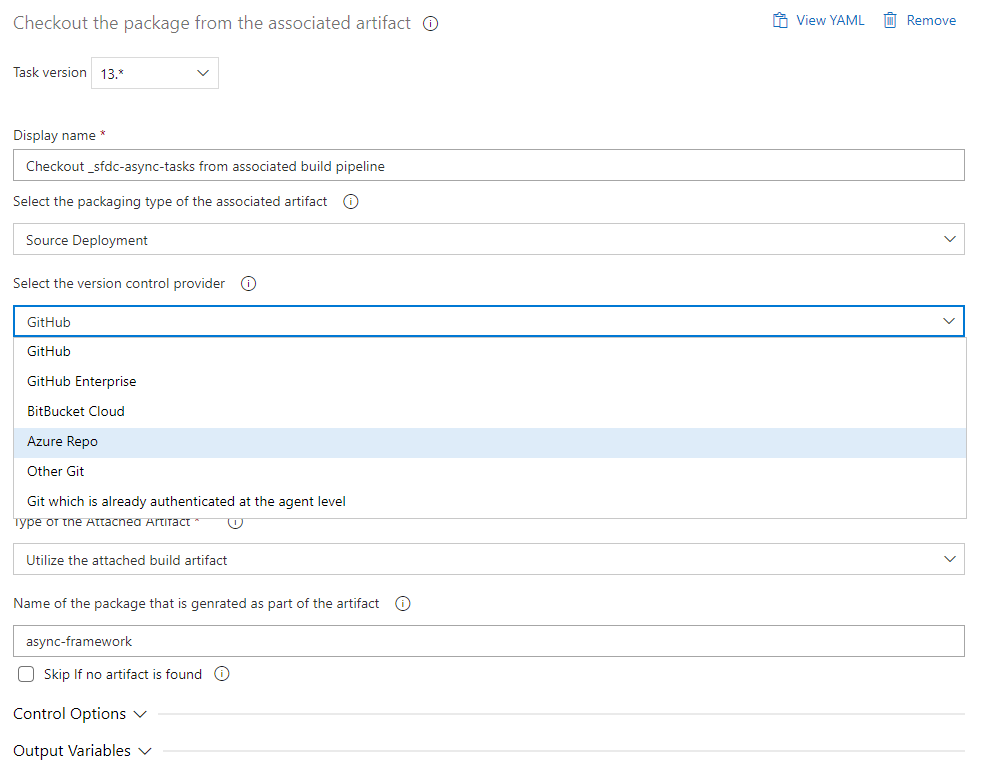 Checkout the package from the associated artifact
View YAML
Remove
Task version
13.*
Display name *
Checkout _sfdc-async-tasks from associated build pipeline
Select the packaging type of the associated artifact
Source Deployment
Select the version control provider
GitHub
GitHub
GitHub Enterprise
BitBucket Cloud
Azure Repo
Other Git
Git which is already authenticated at the agent level
Type of the Attached Artifact *
Utilize the attached build artifact
Name of the package that is genrated as part of the artifact
async-framework
Skip If no artifact is found
Control Options
Output Variables